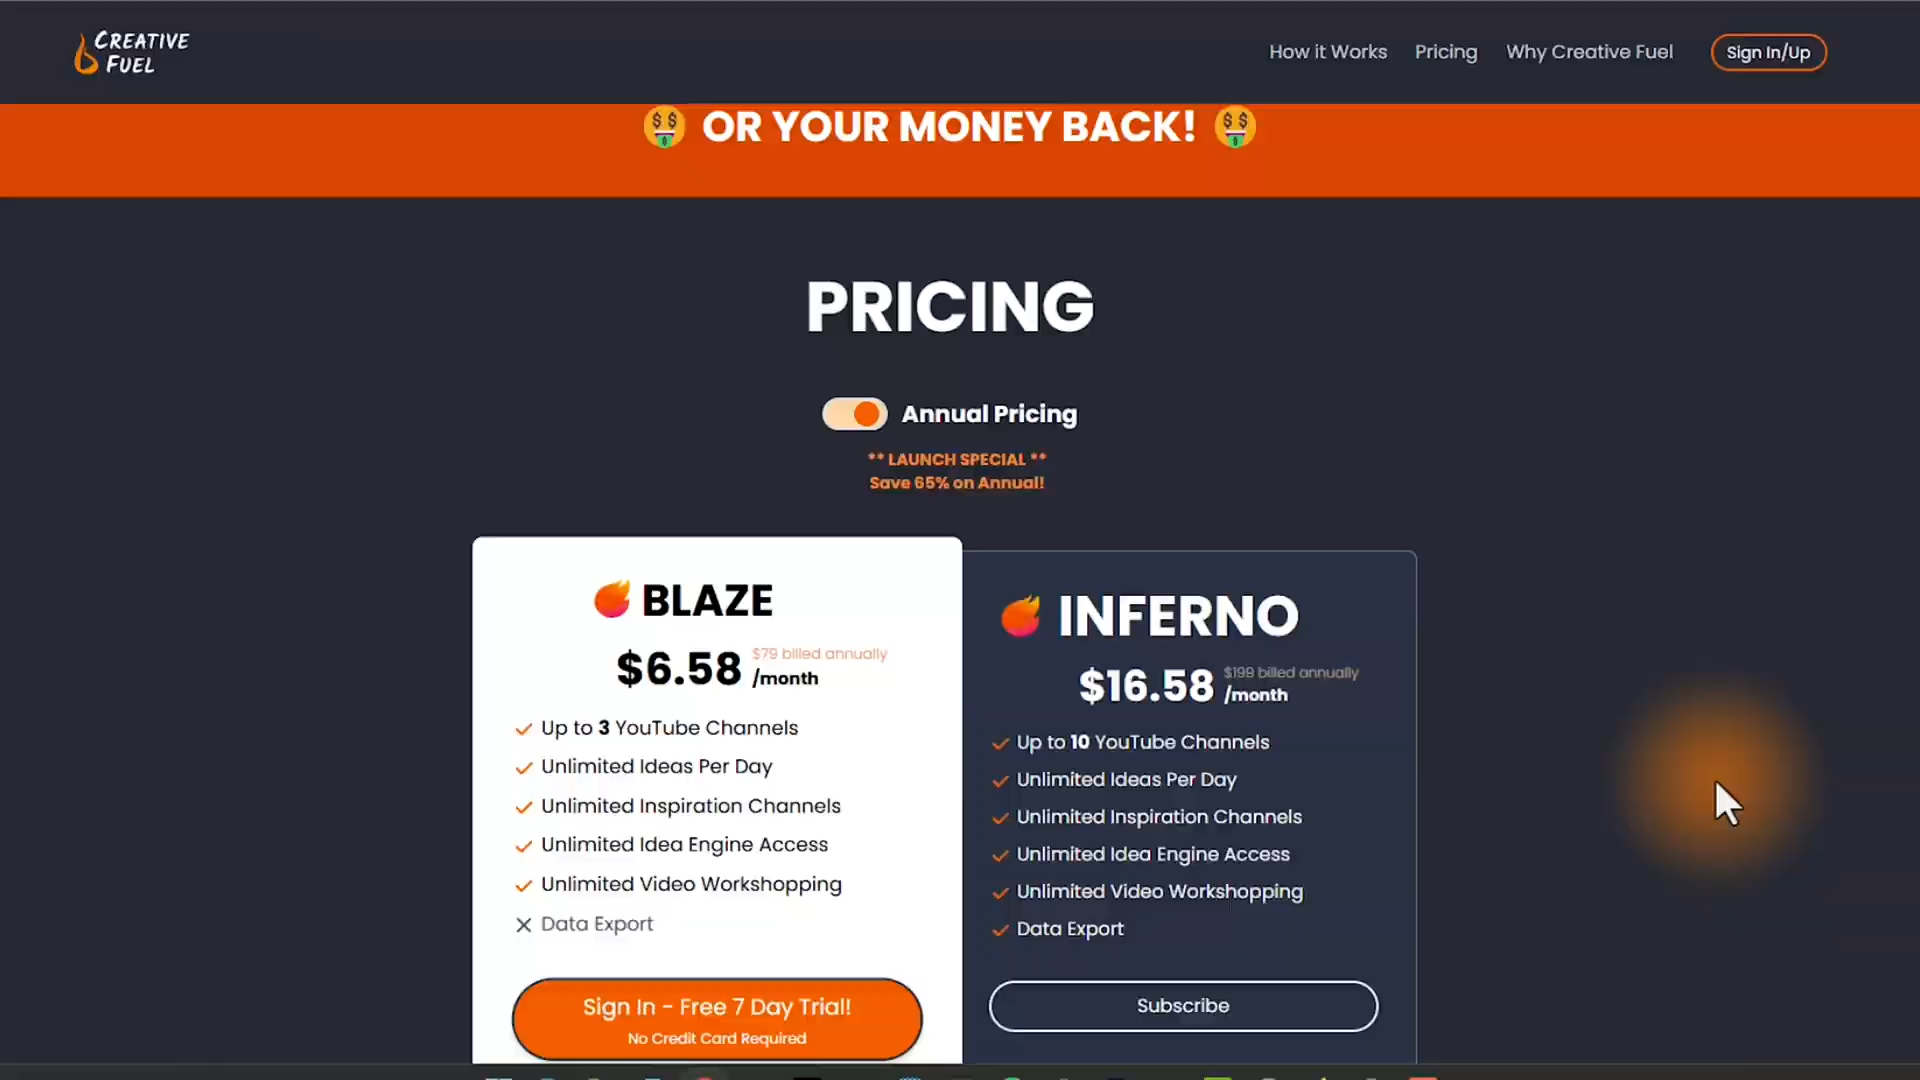 CREATIVE
FUEL
How it Works
Pricing
Why Creative Fuel
Sign In/Up
OR YOUR MONEY BACK!
PRICING
Annual Pricing
** LAUNCH SPECIAL **
Save 65% on Annual!
BLAZE
$6.58 $79 billed annually
/month
Up to 3 YouTube Channels
Unlimited Ideas Per Day
Unlimited Inspiration Channels
Unlimited Idea Engine Access
Unlimited Video Workshopping
Data Export
Sign In - Free 7 Day Trial!
No Credit Card Required
INFERNO
$16.58 $199 billed annually
/month
Up to 10 YouTube Channels
Unlimited Ideas Per Day
Unlimited Inspiration Channels
Unlimited Idea Engine Access
Unlimited Video Workshopping
Data Export
Subscribe